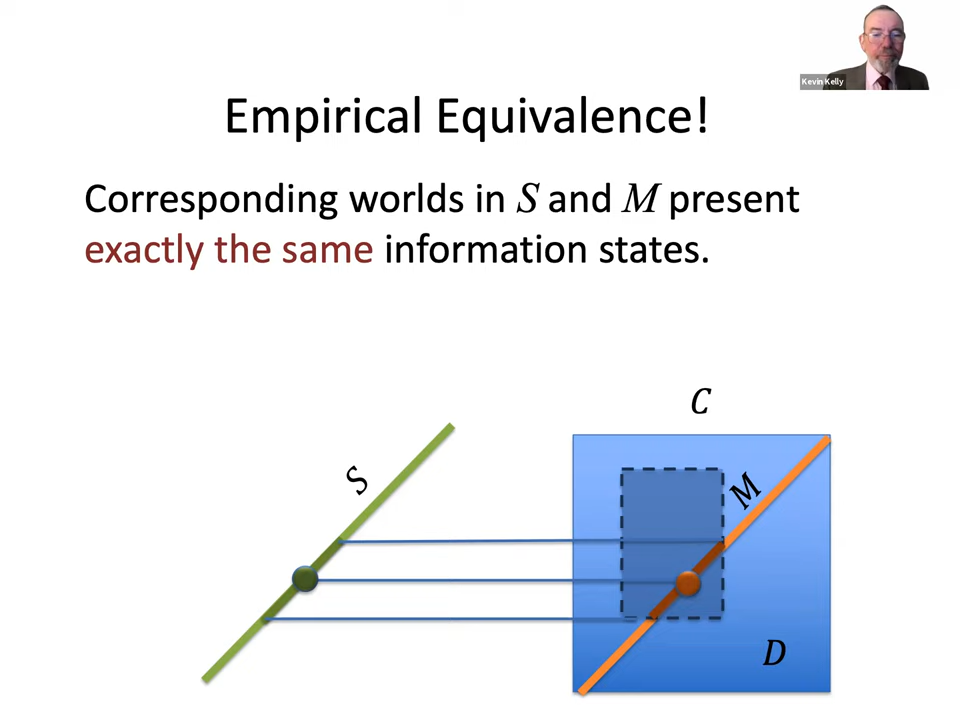 Kevin Kelly
Empirical Equivalence!
Corresponding worlds in S and M present
exactly the same information states.
C
S
M
D